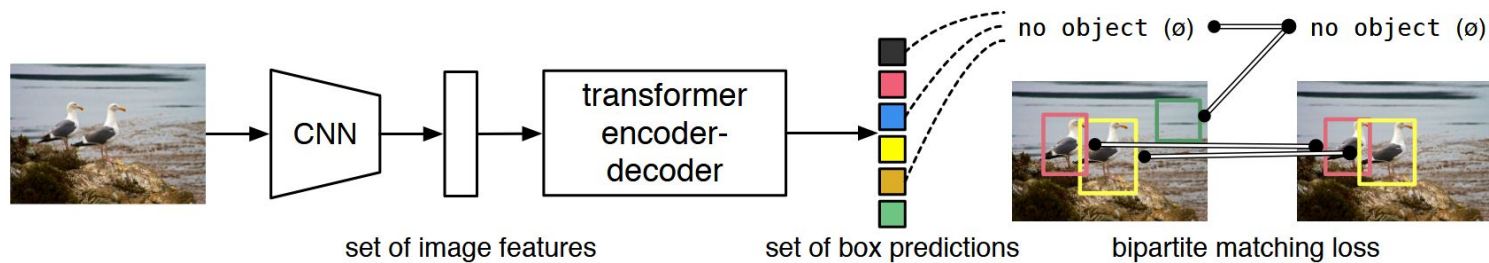 no object (ø)
no object (ø)
CNN
transformer
encoder-
decoder
set of image features
set of box predictions
bipartite matching loss